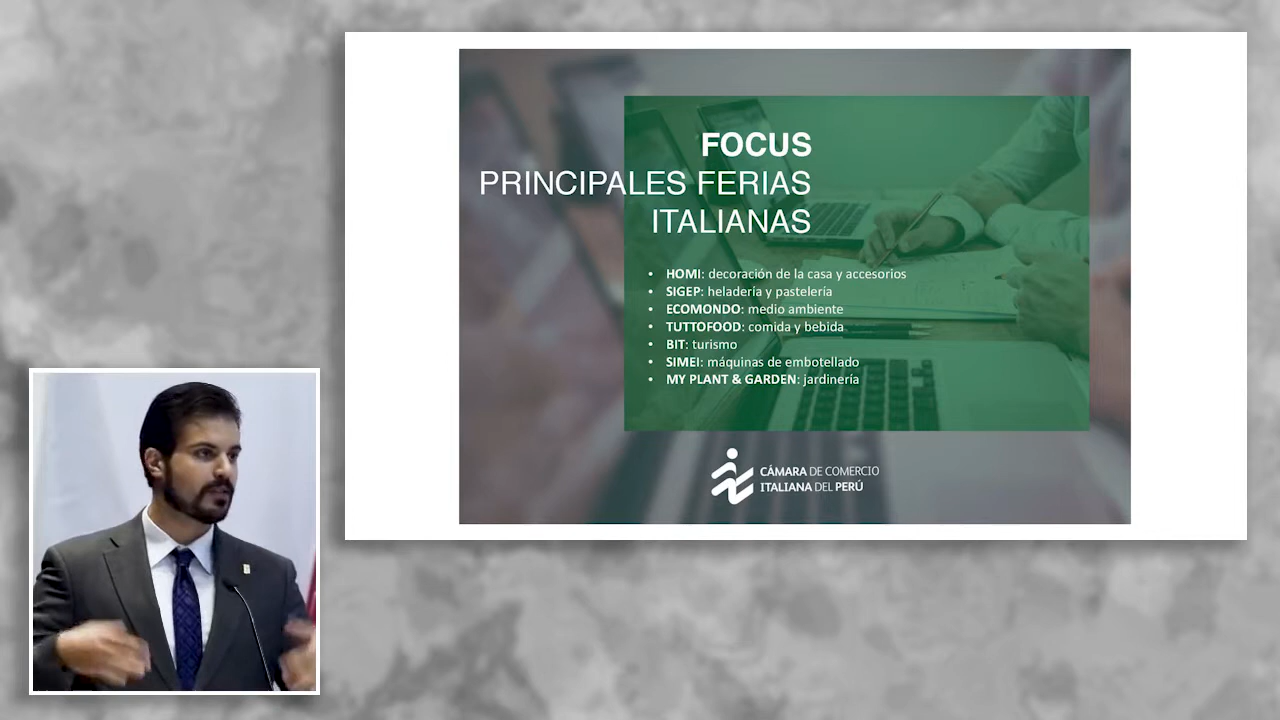 FOCUS
PRINCIPALES FERIAS
ITALIANAS
• HOMI: decoración de la casa y accesorios
• SIGEP: heladería y pastelería
• ECOMONDO: medio ambiente
• TUTTOFOOD: comida y bebida
• BIT: turismo
• SIMEI: máquinas de embotellado
• MY PLANT & GARDEN: jardinería
CÁMARA DE COMERCIO
ITALIANA DEL PERÚ